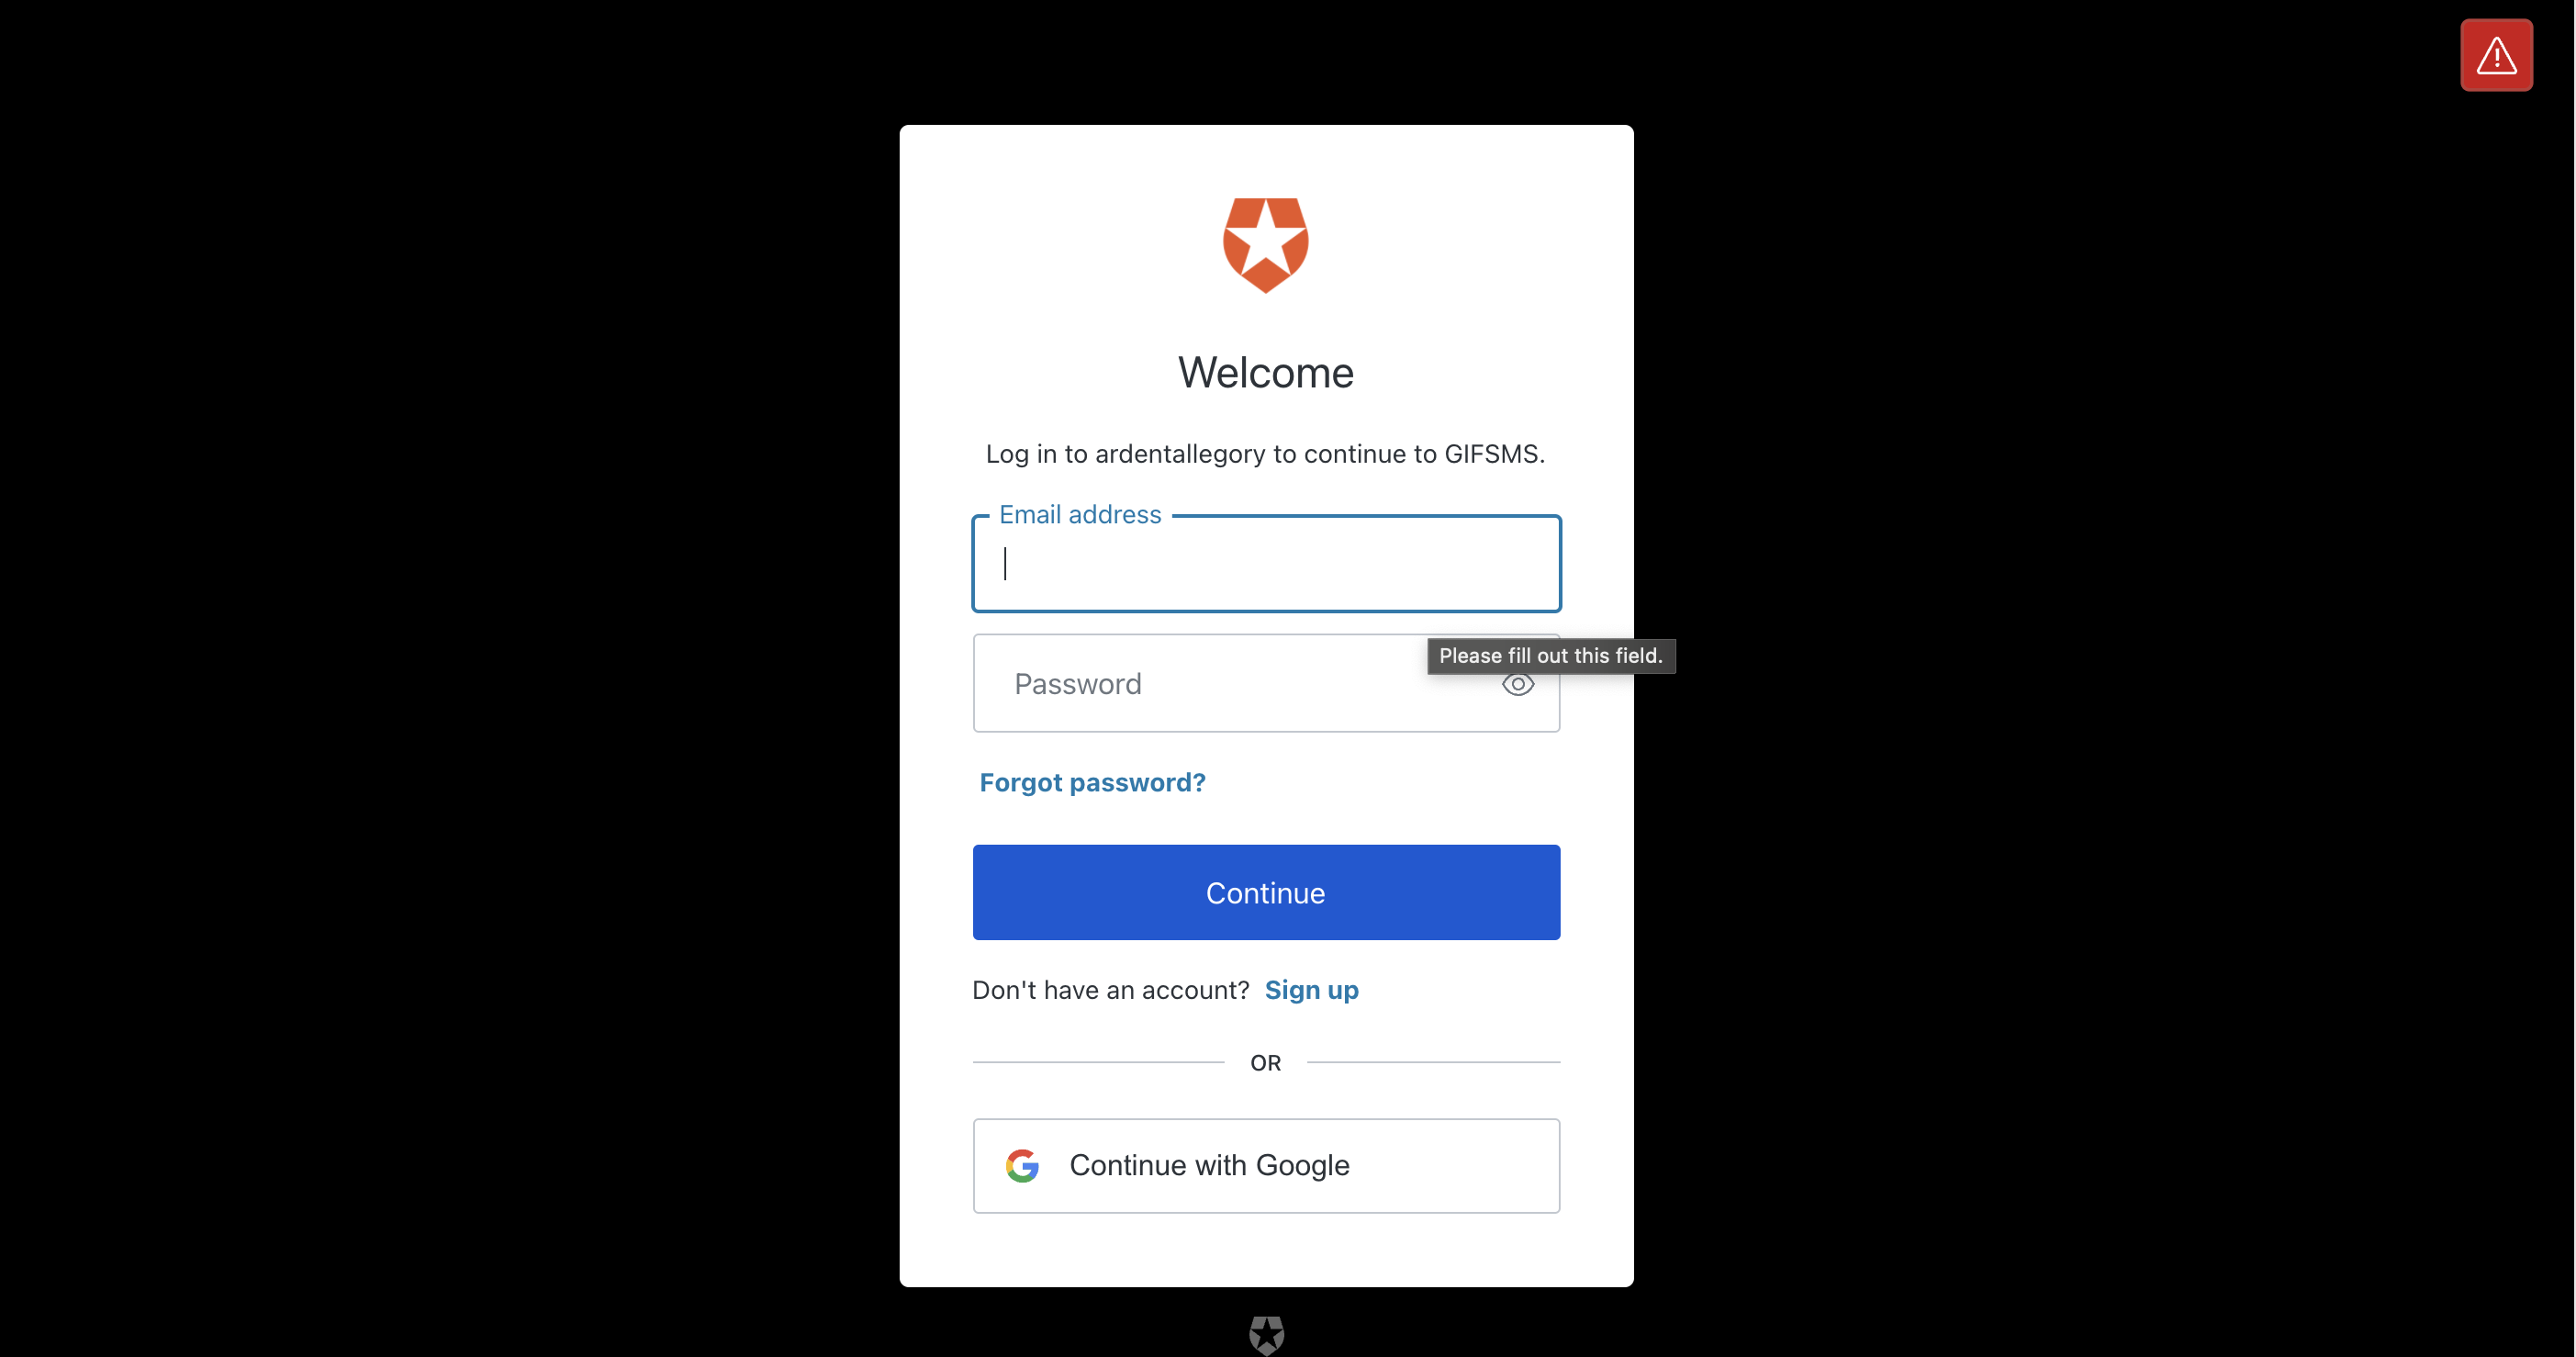 Welcome
Log in to ardentallegory to continue to GIFSMS.
Email address
Please fill out this field.
Password
Forgot password?
Continue
Don't have an account? Sign up
OR
Continue with Google